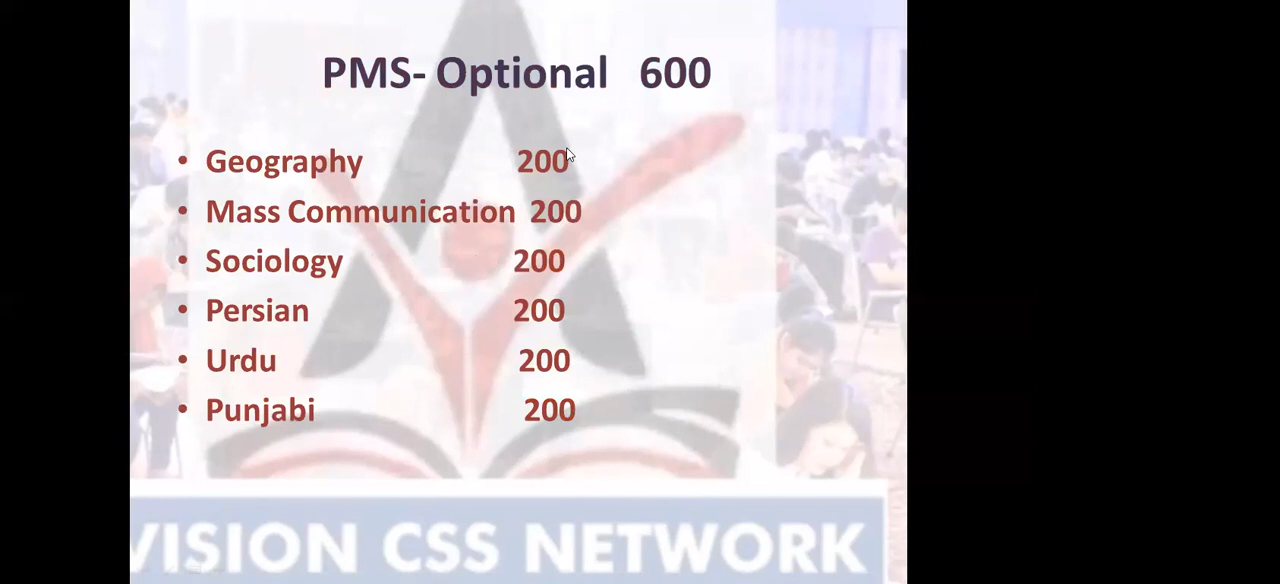 PMS- Optional 600
• Geography 200
• Mass Communication 200
• Sociology 200
• Persian 200
• Urdu 200
• Punjabi 200
VISION CSS NETWORK